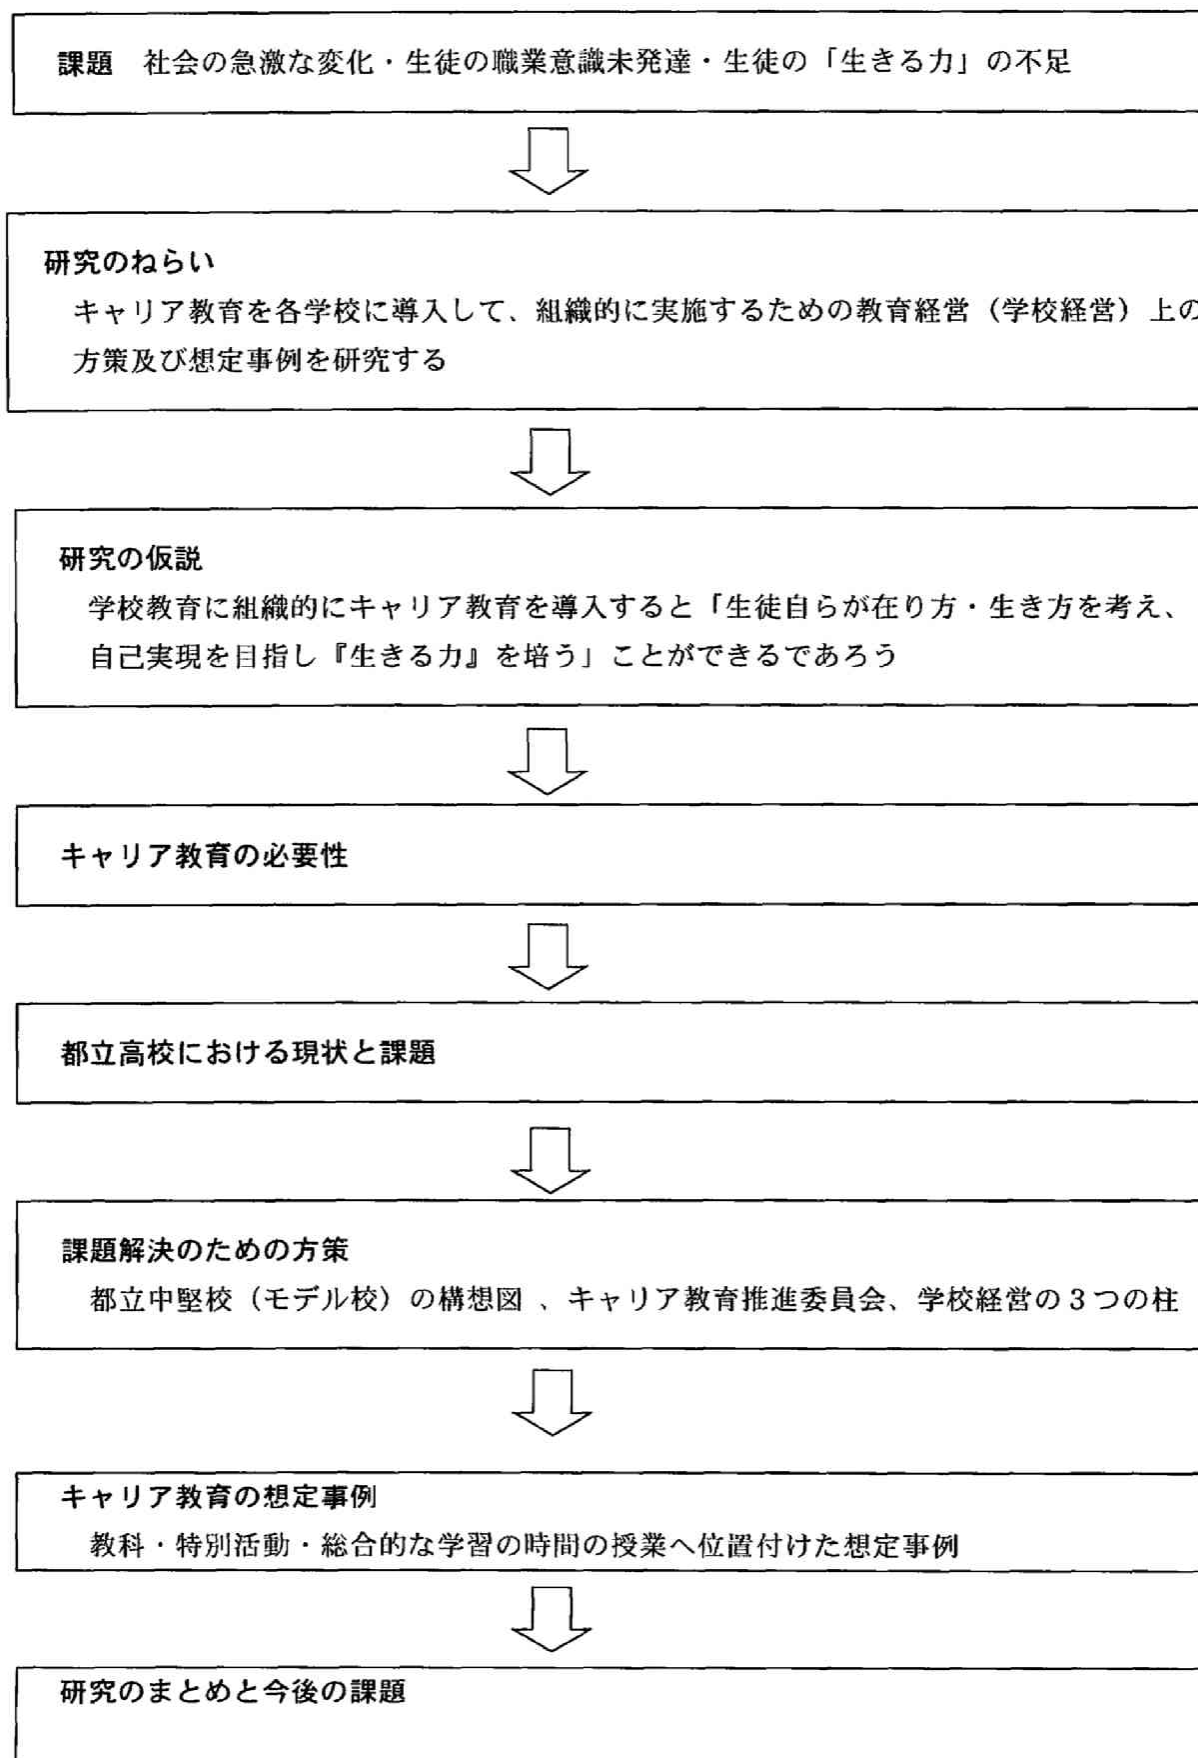 課題　社会の急激な変化・生徒の職業意識未発達・生徒の「生きる力」の不足
研究のねらい
キャリア教育を各学校に導入して、組織的に実施するための教育経営（学校経営）上の
方策及び想定事例を研究する
研究の仮説
学校教育に組織的にキャリア教育を導入すると「生徒自らが在り方・生き方を考え、
自己実現を目指し『生きる力』を培う」ことができるであろう
キャリア教育の必要性
都立高校における現状と課題
課題解決のための方策
都立中堅校（モデル校）の構想図 、キャリア教育推進委員会、学校経営の３つの柱
キャリア教育の想定事例
教科・特別活動・総合的な学習の時間の授業へ位置付けた想定事例
研究のまとめと今後の課題